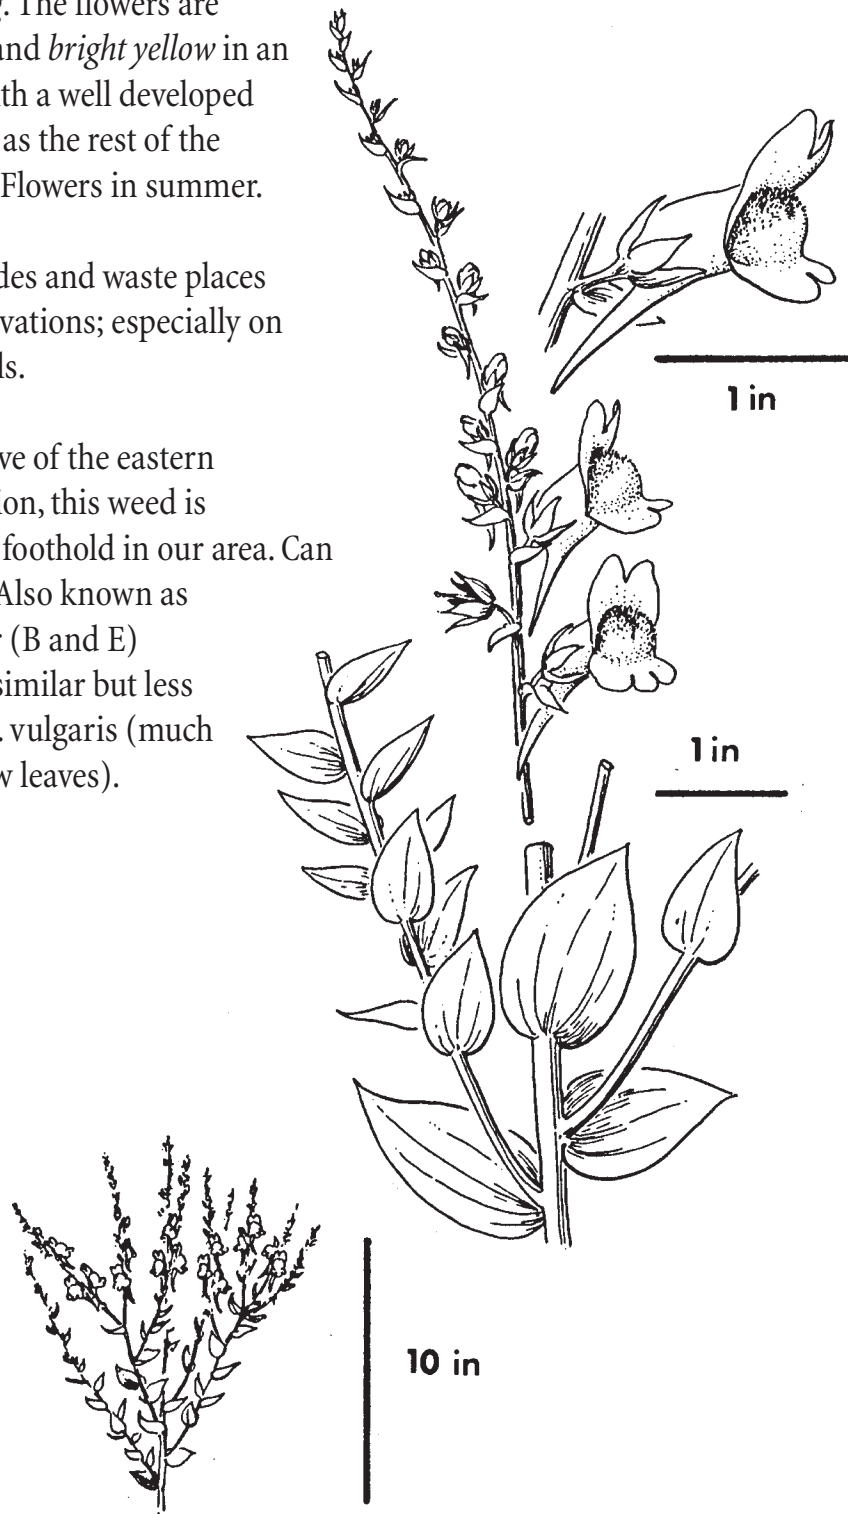 . The flowers are
and bright yellow in an
th a well developed
as the rest of the
Flowers in summer.
des and waste places
vations; especially on
ls.
ve of the eastern
ion, this weed is
foothold in our area. Can
Also known as
r (B and E)
similar but less
. vulgaris (much
w leaves).
1 in
1 in
10 in